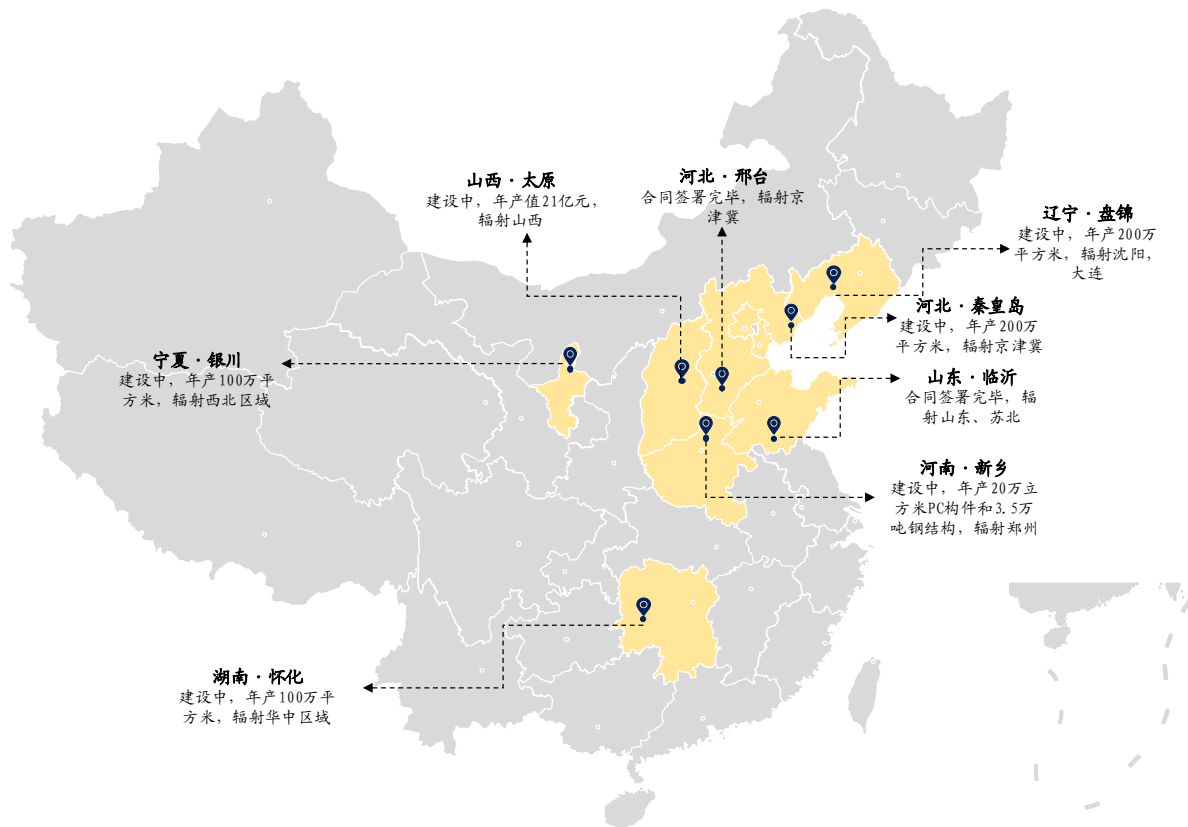 山西·太原
建设中，年产值21亿元，
辐射山西
河北·邢台
合同签署完毕，辐射京
津冀
辽宁·盘锦
建设中，年产200万
平方米，辐射沈阳，
大连
河北·秦皇岛
建设中，年产200万
平方米，辐射京津冀
宁夏·银川
建设中，年产100万平
方米，辐射西北区域
山东·临沂
合同签署完毕，辐
射山东、苏北
河南·新乡
建设中，年产20万立
方米PC构件和3.5万
吨钢结构，辐射郑州
湖南·怀化
建设中，年产100万平
方米，辐射华中区域